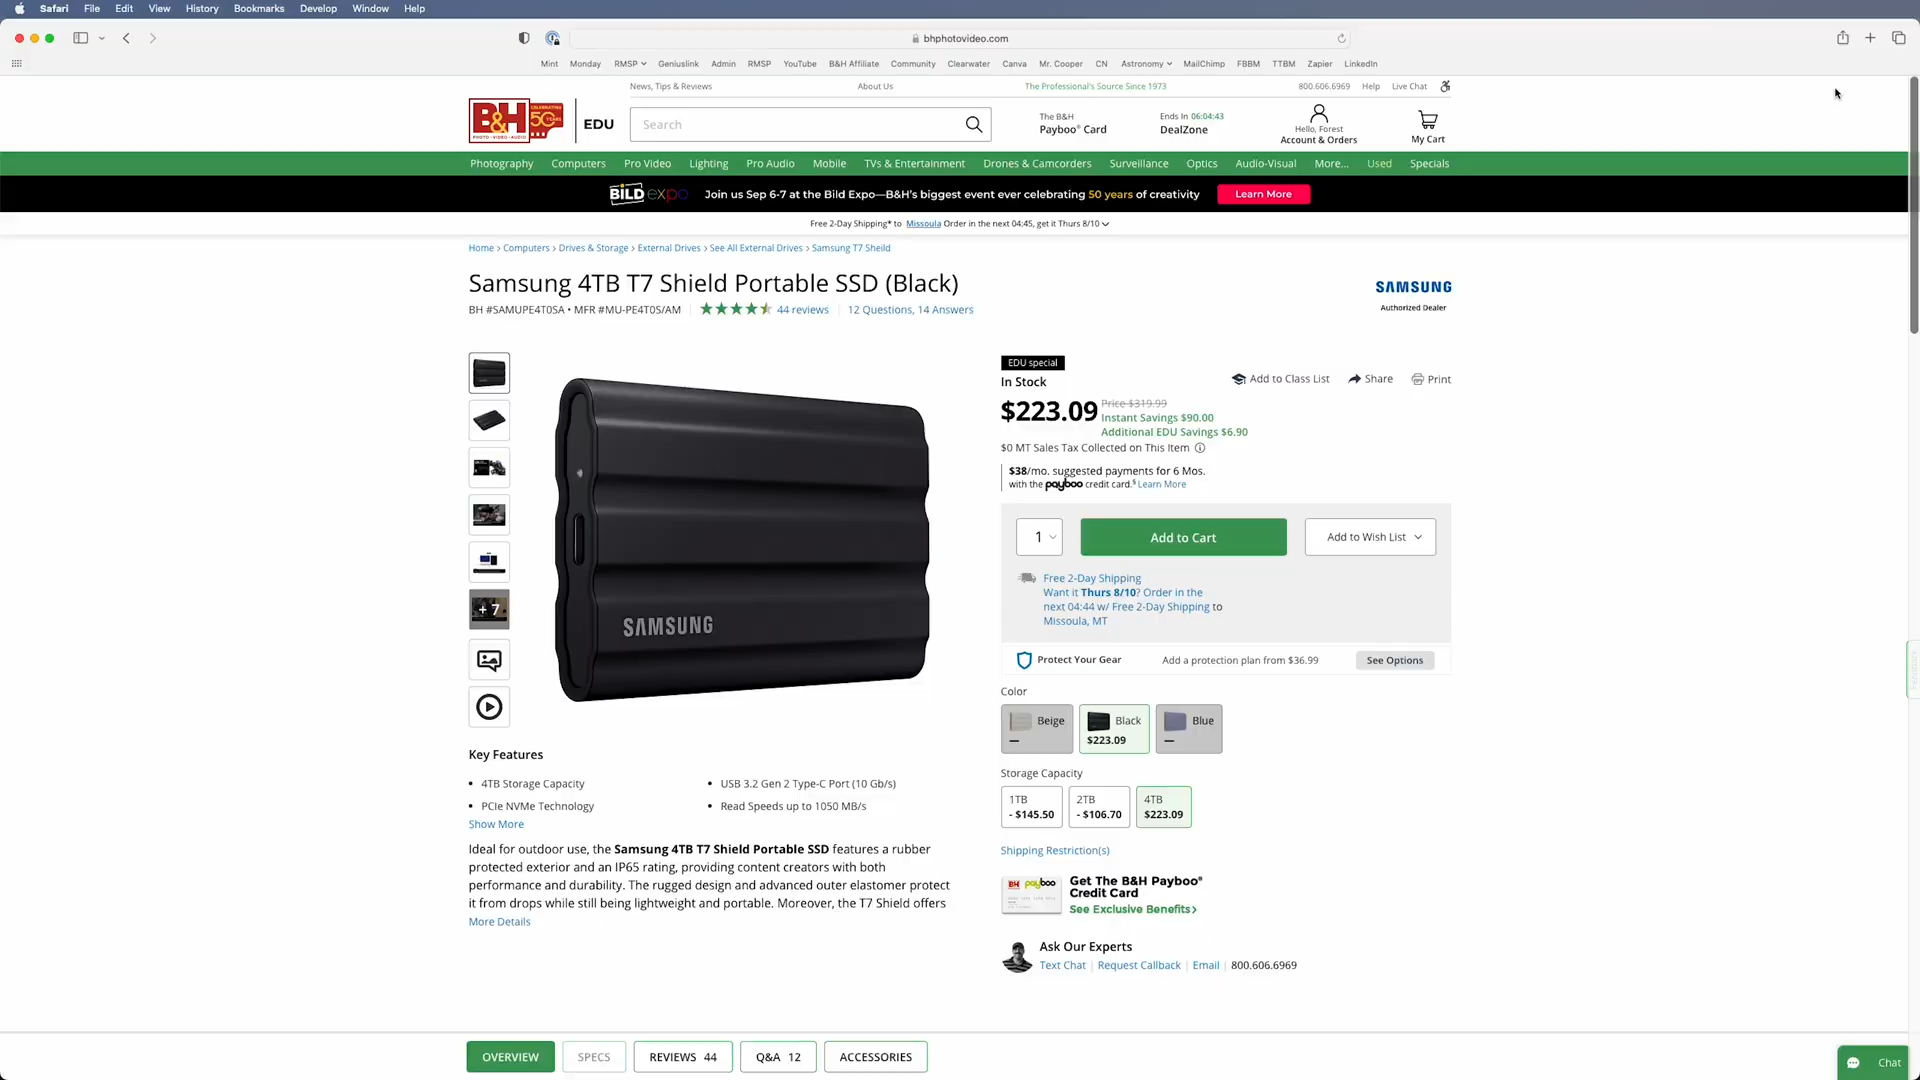 Safari File Edit View History Bookmarks Develop Window Help
bhphotovideo.com
Mint Monday RMSP Geniuslink Admin RMSP YouTube B&H Affiliate Community Clearwater Canva Mr. Cooper CN Astronomy MailChimp FBBM TTBM Zapier LinkedIn
News, Tips & Reviews About Us The Professional's Source Since 1973 800.606.6969 Help Live Chat
B&H PHOTO • VIDEO • AUDIO CELEBRATING 50 YEARS EDU Search
The B&H Payboo® Card
Ends In 06:04:43 DealZone
Hello, Forest Account & Orders
My Cart
Photography Computers Pro Video Lighting Pro Audio Mobile TVs & Entertainment Drones & Camcorders Surveillance Optics Audio-Visual More... Used Specials
BILD expo Join us Sep 6-7 at the Bild Expo—B&H's biggest event ever celebrating 50 years of creativity Learn More
Free 2-Day Shipping* to Missoula Order in the next 04:45, get it Thurs 8/10
Home > Computers > Drives & Storage > External Drives > See All External Drives > Samsung T7 Sheild
Samsung 4TB T7 Shield Portable SSD (Black)
BH #SAMUPE4T0SA • MFR #MU-PE4T0S/AM 44 reviews 12 Questions, 14 Answers
SAMSUNG
Authorized Dealer
SAMSUNG
+ 7
EDU special
In Stock
Add to Class List Share Print
$223.09
Price $319.99
Instant Savings $90.00
Additional EDU Savings $6.90
$0 MT Sales Tax Collected on This Item
$38/mo. suggested payments for 6 Mos.
with the payboo credit card.§ Learn More
1 Add to Cart Add to Wish List
Free 2-Day Shipping
Want it Thurs 8/10? Order in the
next 04:44 w/ Free 2-Day Shipping to
Missoula, MT
Protect Your Gear Add a protection plan from $36.99 See Options
Color
Beige —
Black $223.09
Blue —
Storage Capacity
1TB - $145.50
2TB - $106.70
4TB $223.09
Shipping Restriction(s)
BH payboo
Get The B&H Payboo®
Credit Card
See Exclusive Benefits>
Ask Our Experts
Text Chat | Request Callback | Email | 800.606.6969
Key Features
• 4TB Storage Capacity
• PCIe NVMe Technology
• USB 3.2 Gen 2 Type-C Port (10 Gb/s)
• Read Speeds up to 1050 MB/s
Show More
Ideal for outdoor use, the Samsung 4TB T7 Shield Portable SSD features a rubber
protected exterior and an IP65 rating, providing content creators with both
performance and durability. The rugged design and advanced outer elastomer protect
it from drops while still being lightweight and portable. Moreover, the T7 Shield offers
More Details
OVERVIEW SPECS REVIEWS 44 Q&A 12 ACCESSORIES
Chat